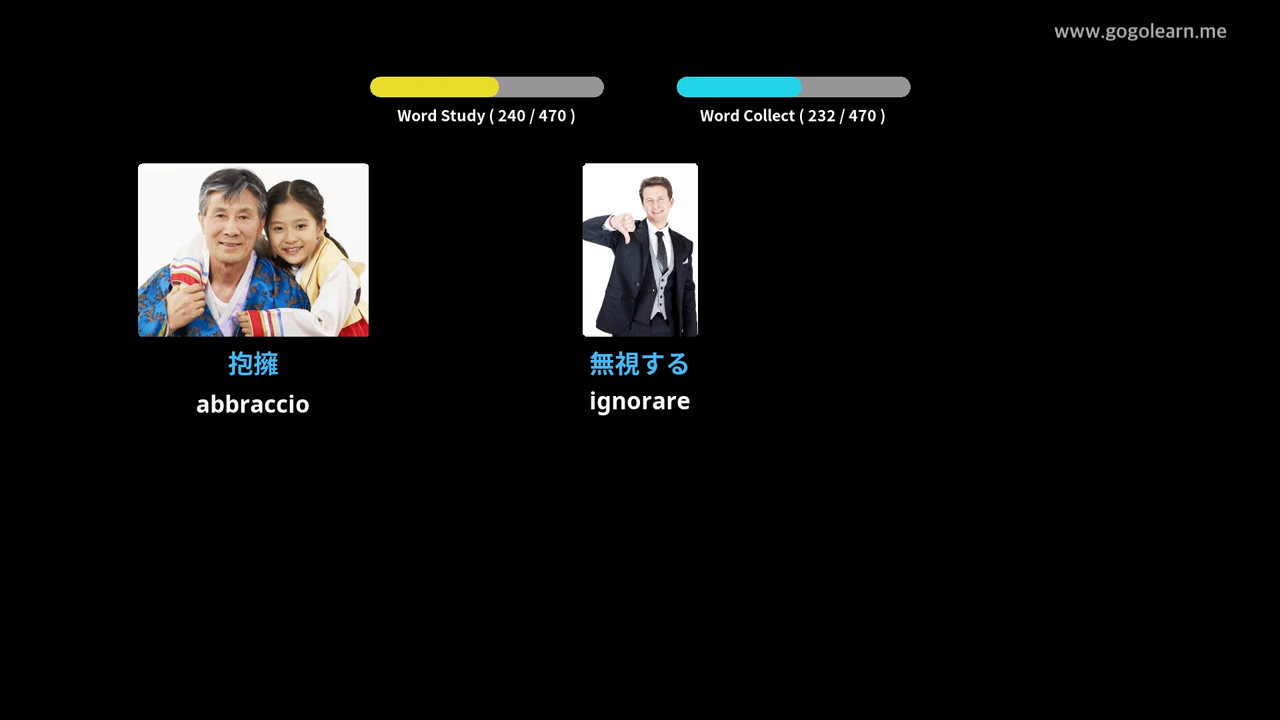 www.gogolearn.me
Word Study ( 240 / 470 )
Word Collect ( 232 / 470 )
抱擁
abbraccio
無視する
ignorare